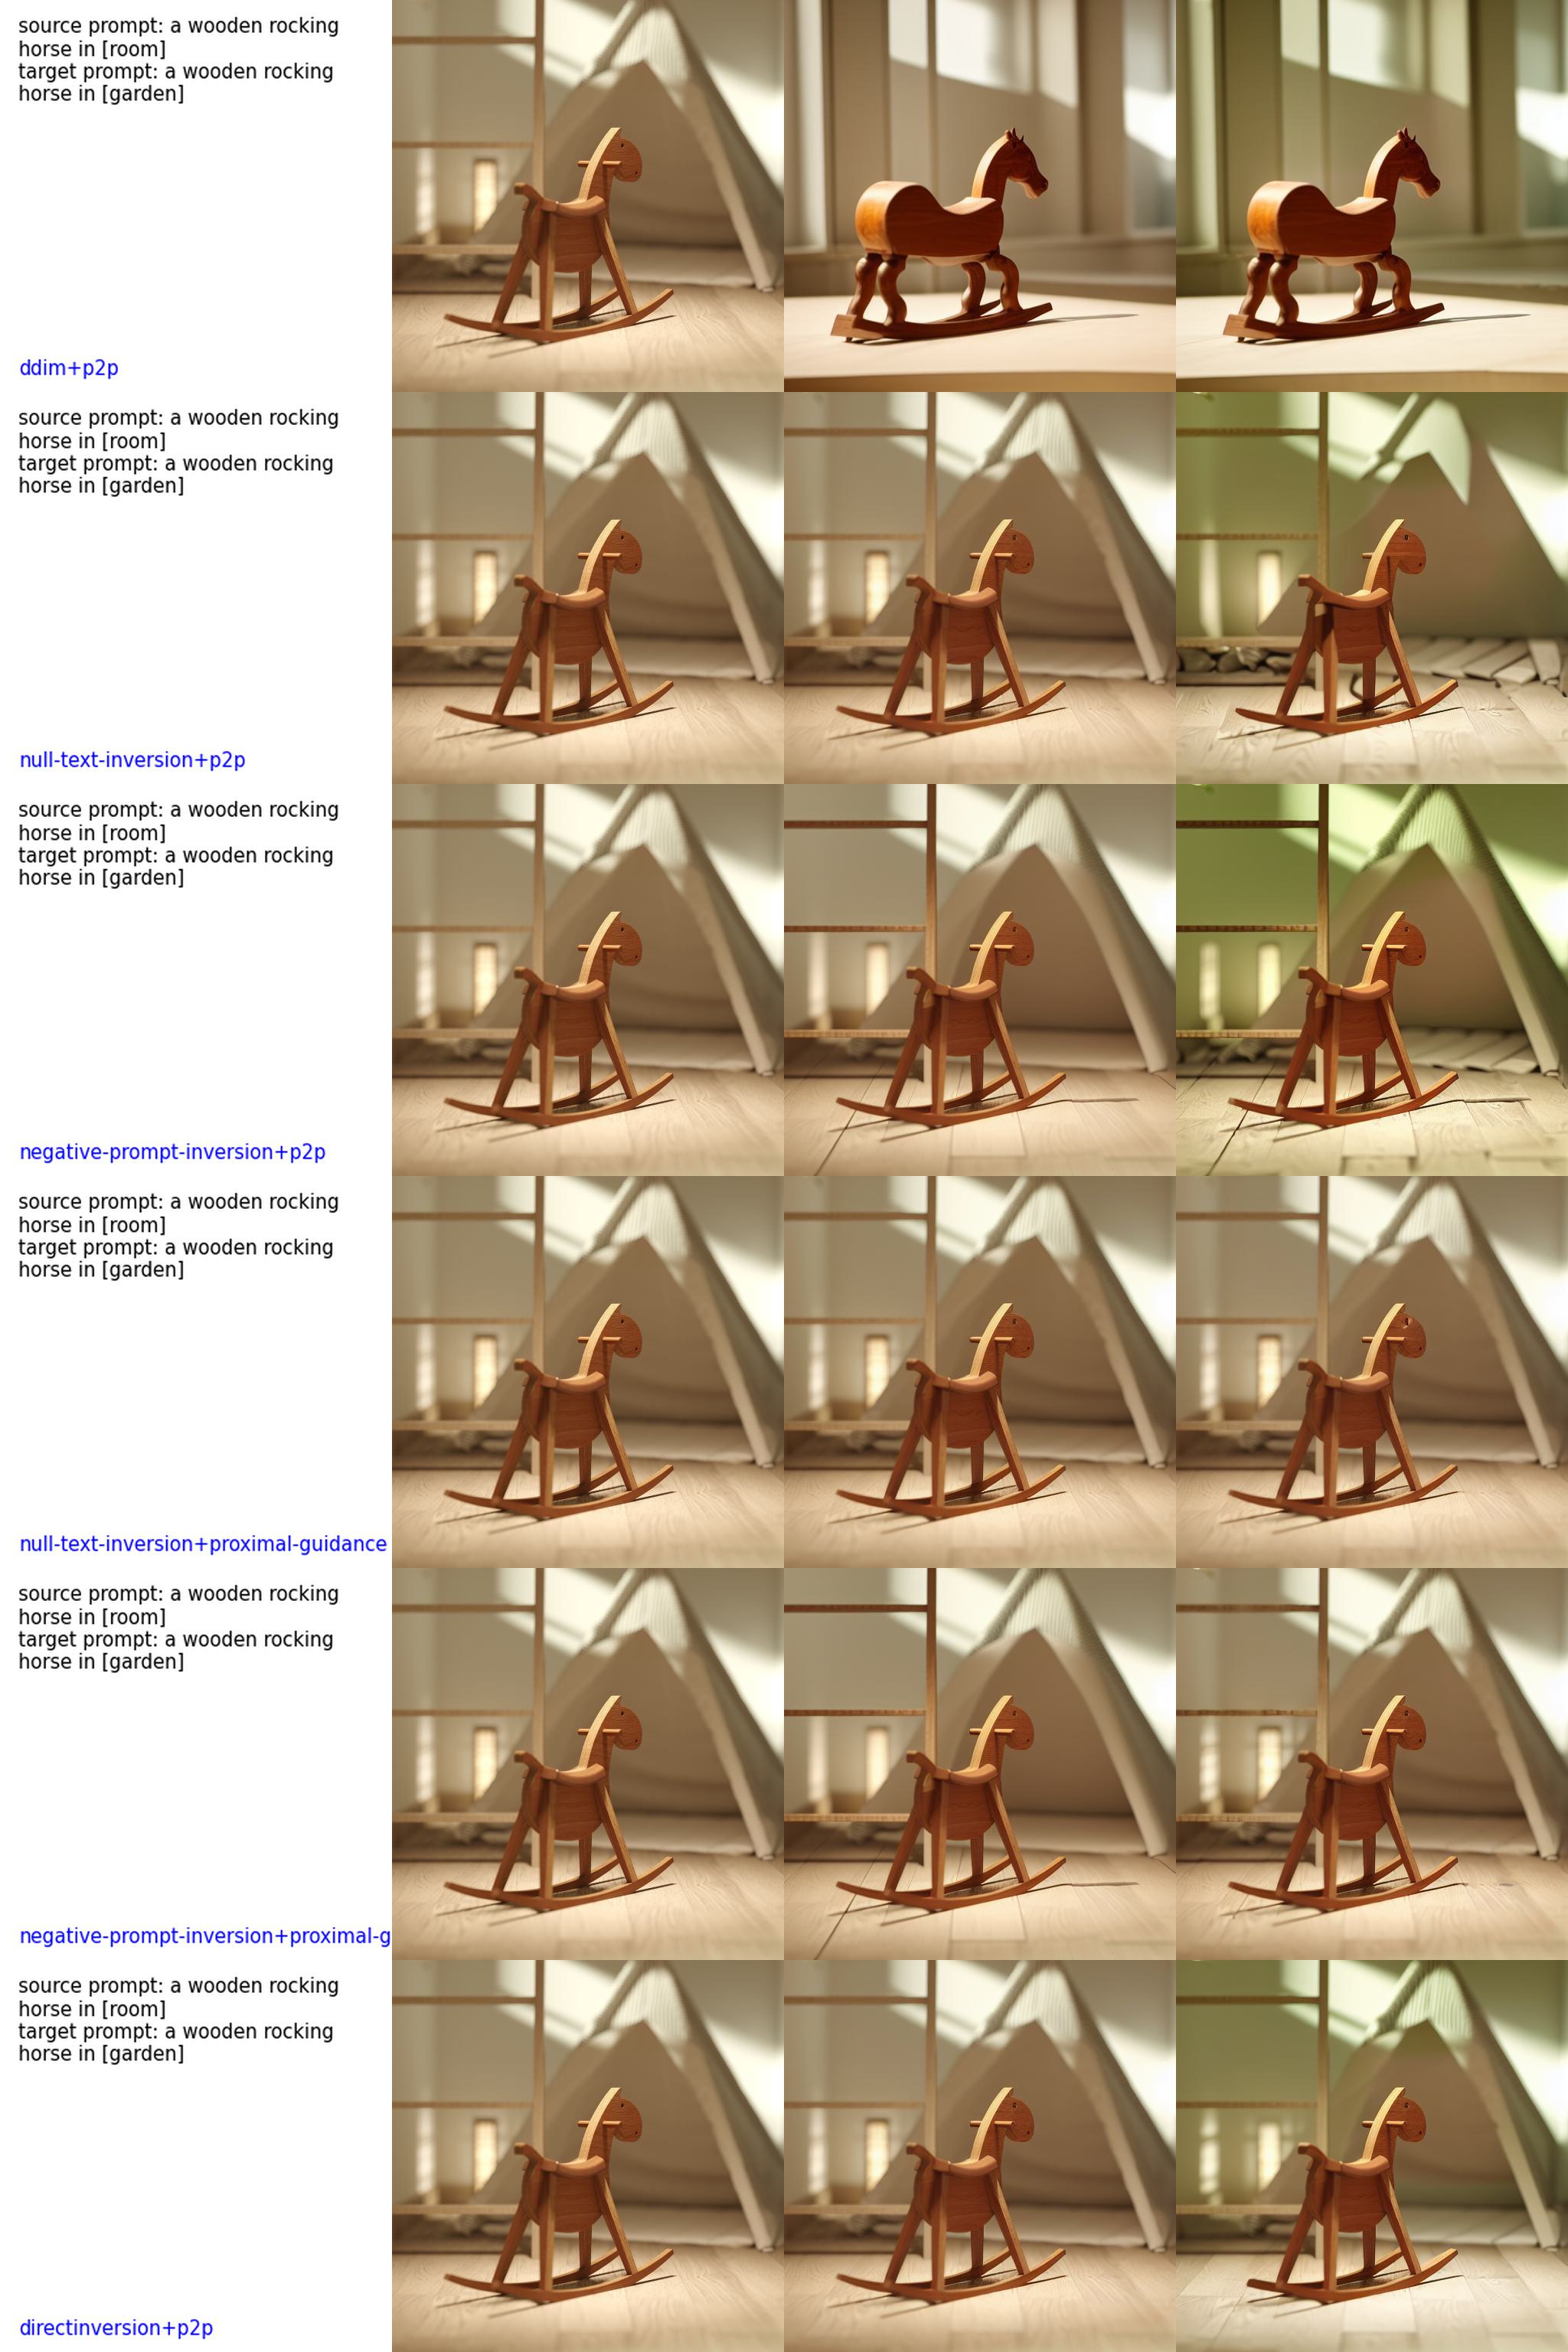 source prompt: a wooden rocking
horse in [room]
target prompt: a wooden rocking
horse in [garden]
ddim+p2p
source prompt: a wooden rocking
horse in [room]
target prompt: a wooden rocking
horse in [garden]
null-text-inversion+p2p
source prompt: a wooden rocking
horse in [room]
target prompt: a wooden rocking
horse in [garden]
negative-prompt-inversion+p2p
source prompt: a wooden rocking
horse in [room]
target prompt: a wooden rocking
horse in [garden]
null-text-inversion+proximal-guidance
source prompt: a wooden rocking
horse in [room]
target prompt: a wooden rocking
horse in [garden]
negative-prompt-inversion+proximal-g
source prompt: a wooden rocking
horse in [room]
target prompt: a wooden rocking
horse in [garden]
directinversion+p2p